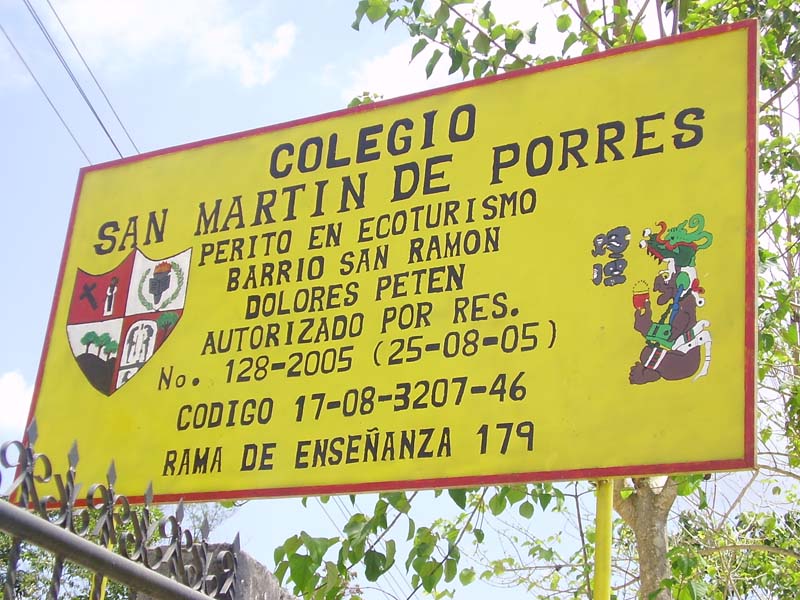 COLEGIO
SAN MARTIN DE PORRES
PERITO EN ECOTURISMO
BARRIO SAN RAMON
DOLORES PETEN
AUTORIZADO POR RES.
No. 128-2005 (25-08-05)
CODIGO 17-08-3207-46
RAMA DE ENSEÑANZA 179